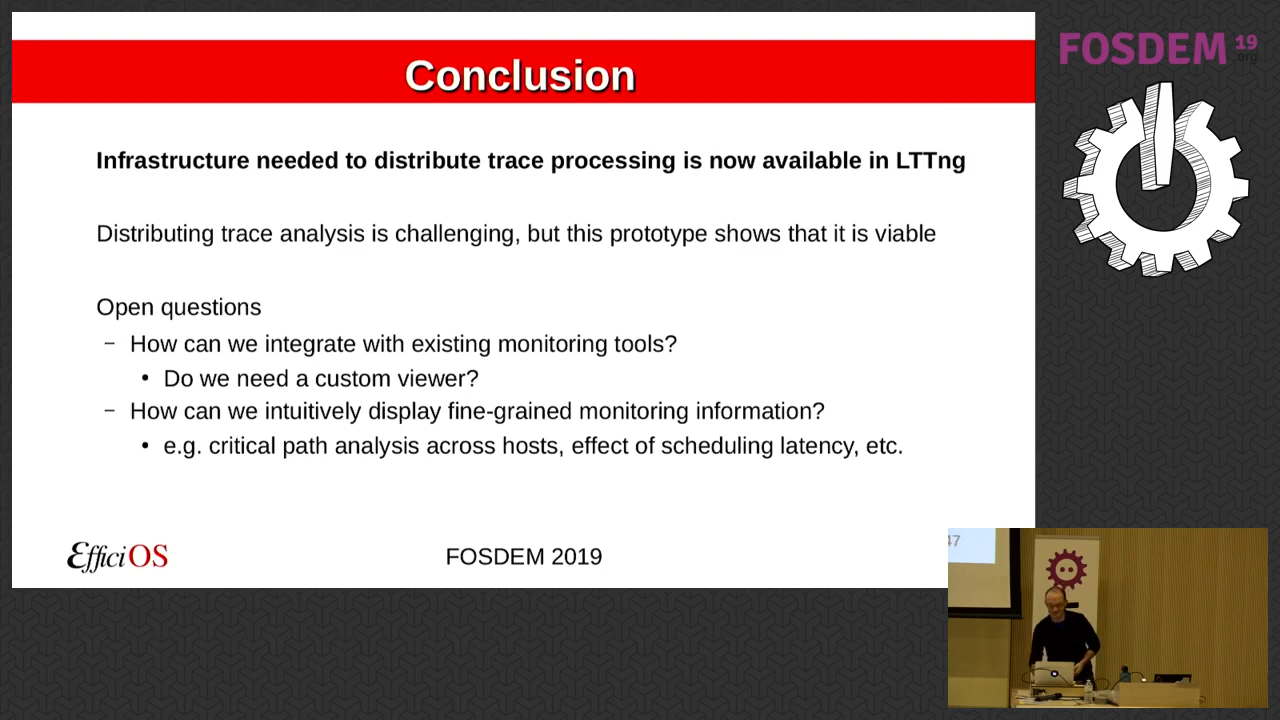 Conclusion
FOSDEM 19
.org
Infrastructure needed to distribute trace processing is now available in LTTng
Distributing trace analysis is challenging, but this prototype shows that it is viable
Open questions
– How can we integrate with existing monitoring tools?
• Do we need a custom viewer?
– How can we intuitively display fine-grained monitoring information?
• e.g. critical path analysis across hosts, effect of scheduling latency, etc.
EfficiOS
FOSDEM 2019
47